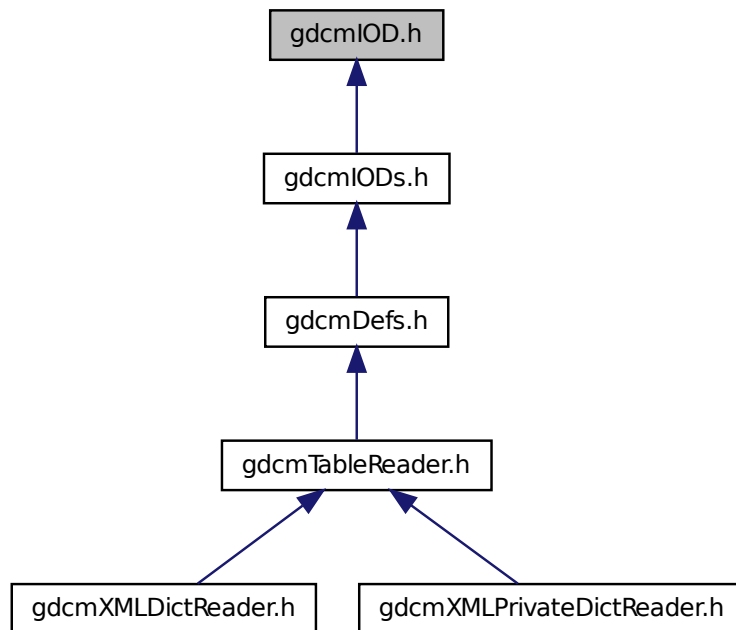 gdcmIOD.h
gdcmIODs.h
gdcmDefs.h
gdcmTableReader.h
gdcmXMLDictReader.h
gdcmXMLPrivateDictReader.h